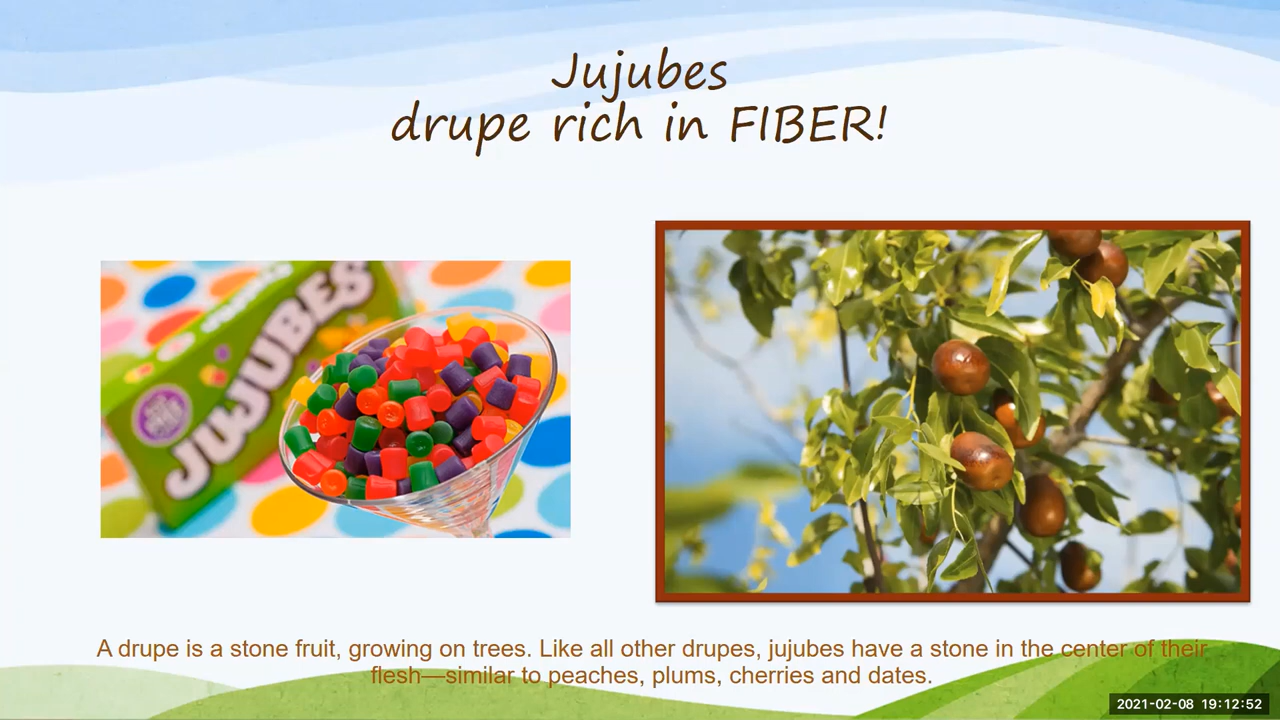 Jujubes
drupe rich in FIBER!
JUJUBES
A drupe is a stone fruit, growing on trees. Like all other drupes, jujubes have a stone in the center of their
flesh—similar to peaches, plums, cherries and dates.
2021-02-08 19:12:52